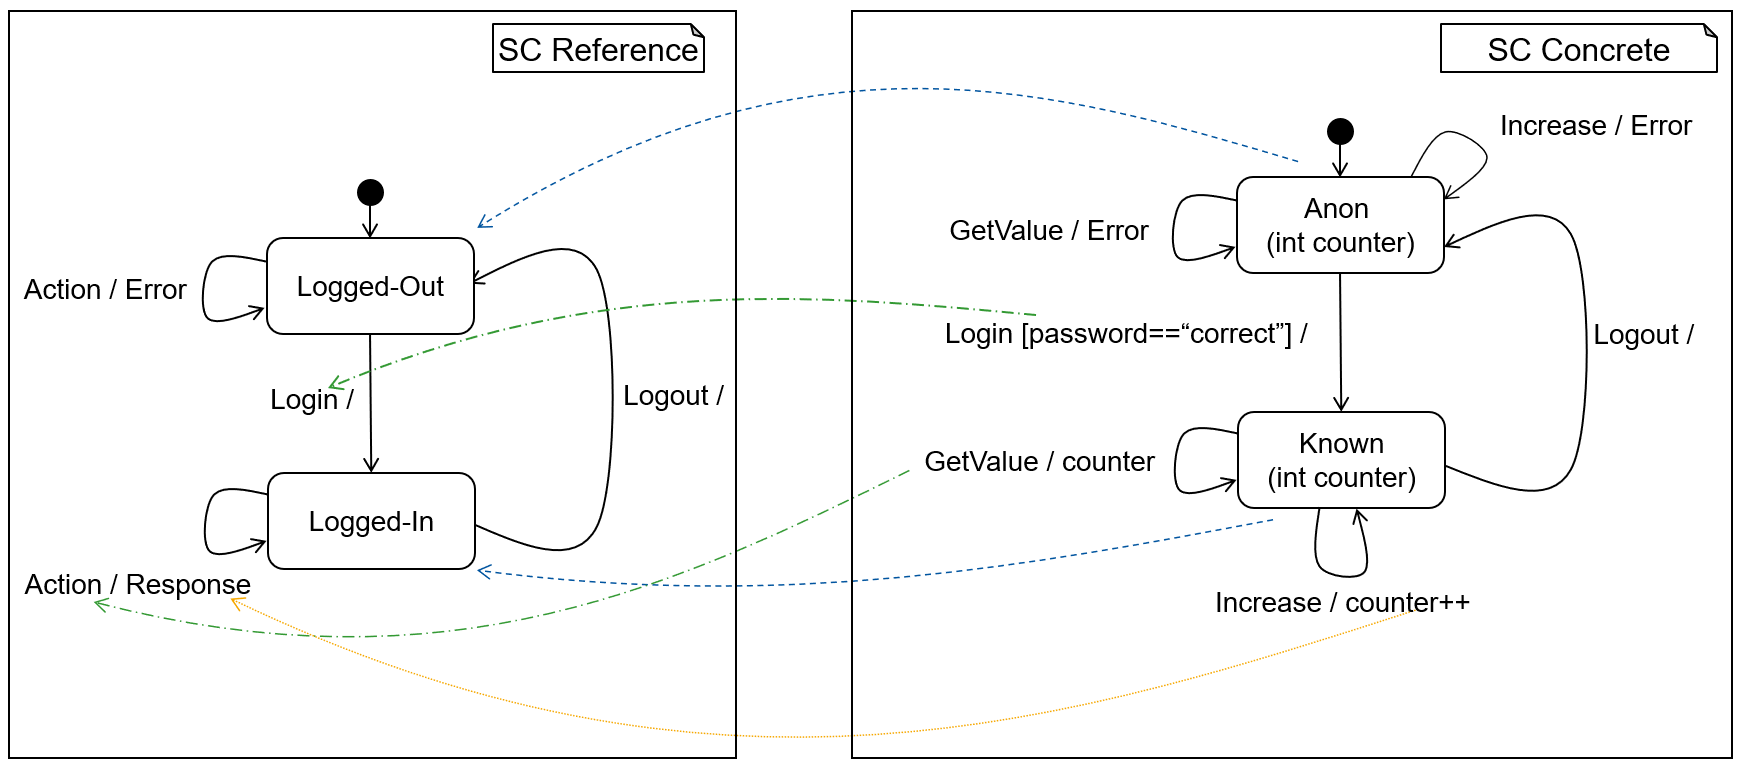 SC Reference
Logged-Out
Action / Error
Login /
Logout /
Logged-In
Action / Response
SC Concrete
Increase / Error
Anon
(int counter)
GetValue / Error
Login [password==“correct”] /
Logout /
Known
(int counter)
GetValue / counter
Increase / counter++